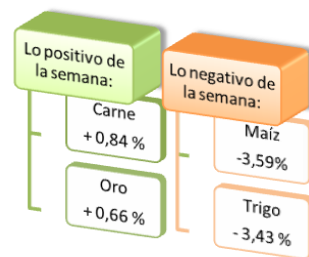 Lo positivo de
la semana:
Carne
+ 0,84 %
Oro
+ 0,66 %
Lo negativo de
la semana:
Maíz
-3,59%
Trigo
- 3,43 %